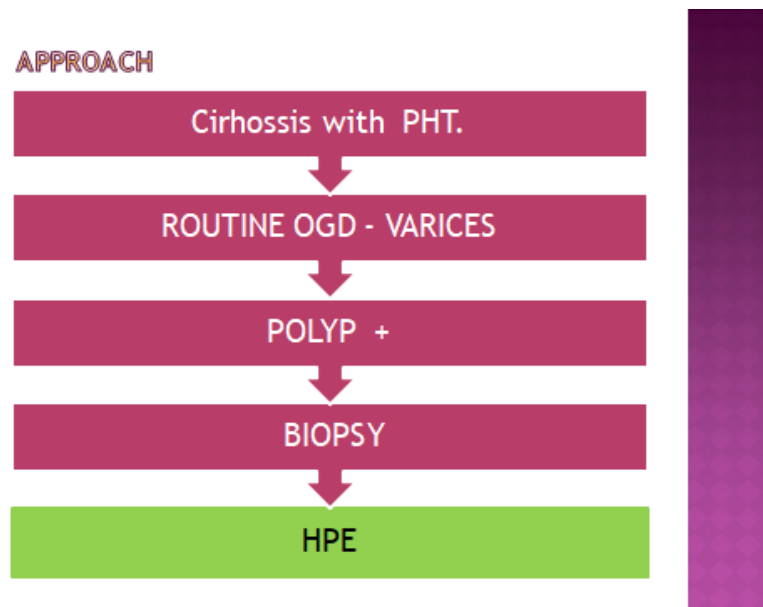 APPROACH
Cirhossis with PHT.
ROUTINE OGD - VARICES
POLYP +
BIOPSY
HPE